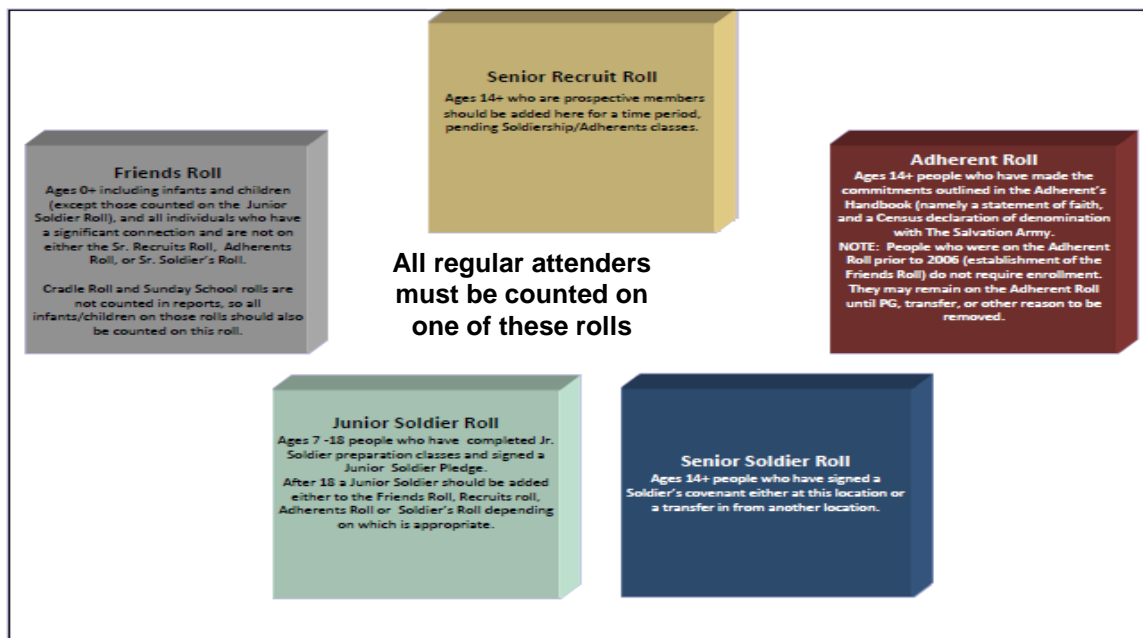 Senior Recruit Roll
Ages 14+ who are prospective members
should be added here for a time period,
pending Soldiership/Adherents classes.
Friends Roll
Ages 0+ including infants and children
(except those counted on the Junior
Soldier Roll), and all individuals who have
a significant connection and are not on
either the Sr. Recruits Roll, Adherents
Roll, or Sr. Soldier's Roll.
Cradle Roll and Sunday School rolls are
not counted in reports, so all
infants/children on those rolls should also
be counted on this roll.
Adherent Roll
Ages 14+ people who have made the
commitments outlined in the Adherent's
Handbook (namely a statement of faith,
and a Census declaration of denomination
with The Salvation Army.
NOTE: People who were on the Adherent
Roll prior to 2006 (establishment of the
Friends Roll) do not require enrollment.
They may remain on the Adherent Roll
until PG, transfer, or other reason to be
removed.
All regular attenders
must be counted on
one of these rolls
Junior Soldier Roll
Ages 7 -18 people who have completed Jr.
Soldier preparation classes and signed a
Junior Soldier Pledge.
After 18 a Junior Soldier should be added
either to the Friends Roll, Recruits roll,
Adherents Roll or Soldier's Roll depending
on which is appropriate.
Senior Soldier Roll
Ages 14+ people who have signed a
Soldier's covenant either at this location or
a transfer in from another location.